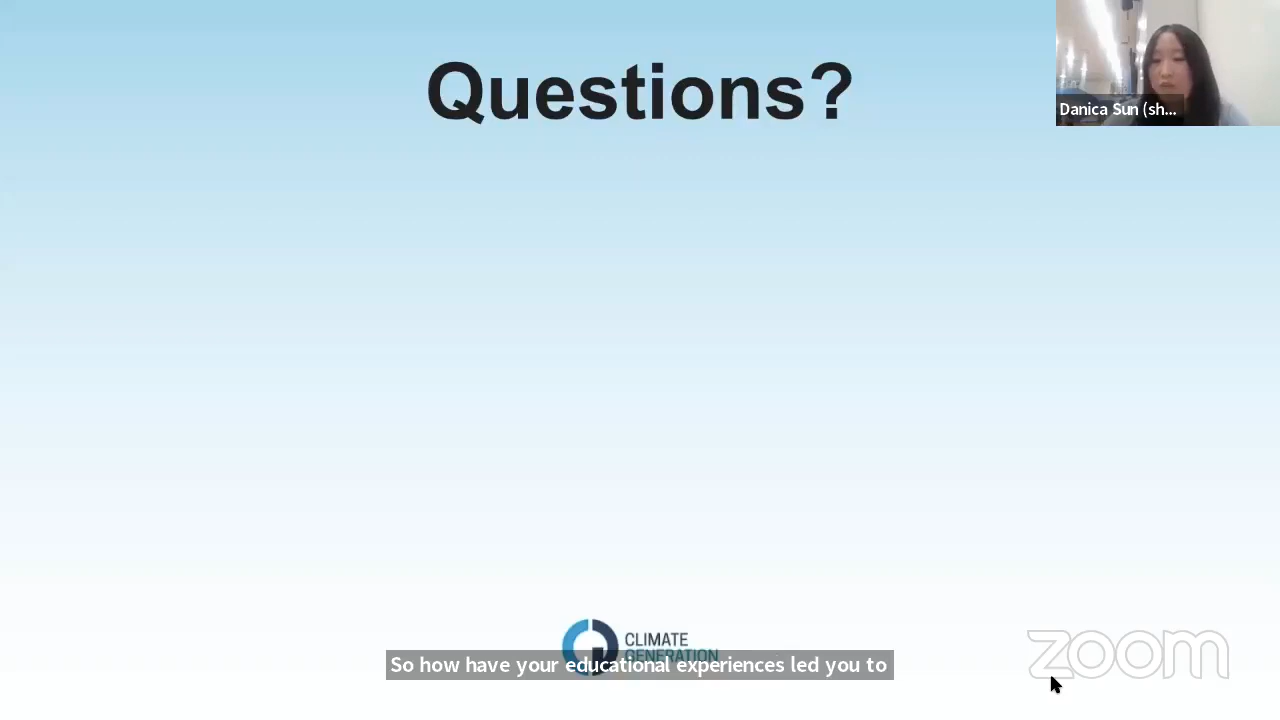 Questions?
Danica Sun (sh...
CLIMATE
GENERATION
So how have your educational experiences led you to
zoom